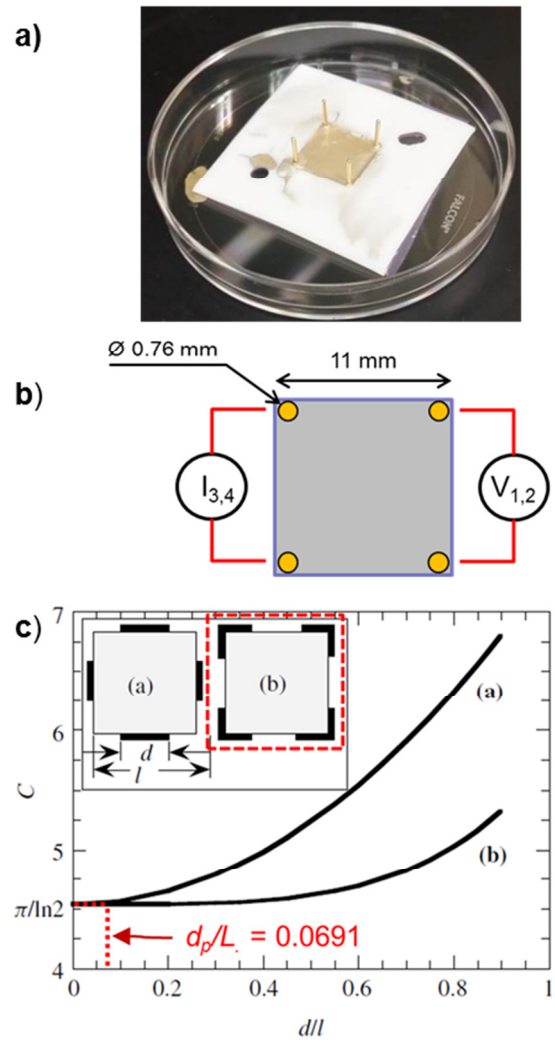 a)
FALCON®
b)
Ø 0.76 mm
11 mm
I3,4
V1,2
c)
7
6
5
π/ln2
4
C
(a)
(b)
d
l
(a)
(b)
dp/L. = 0.0691
0
0.2
0.4
0.6
0.8
1
d/l